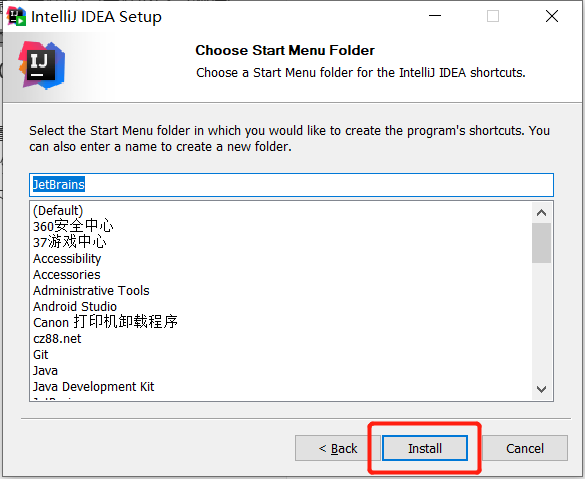 IntelliJ IDEA Setup
IJ
Choose Start Menu Folder
Choose a Start Menu folder for the IntelliJ IDEA shortcuts.
Select the Start Menu folder in which you would like to create the program's shortcuts. You
can also enter a name to create a new folder.
JetBrains
(Default)
360安全中心
37游戏中心
Accessibility
Accessories
Administrative Tools
Android Studio
Canon 打印机卸载程序
cz88.net
Git
Java
Java Development Kit
< Back
Install
Cancel